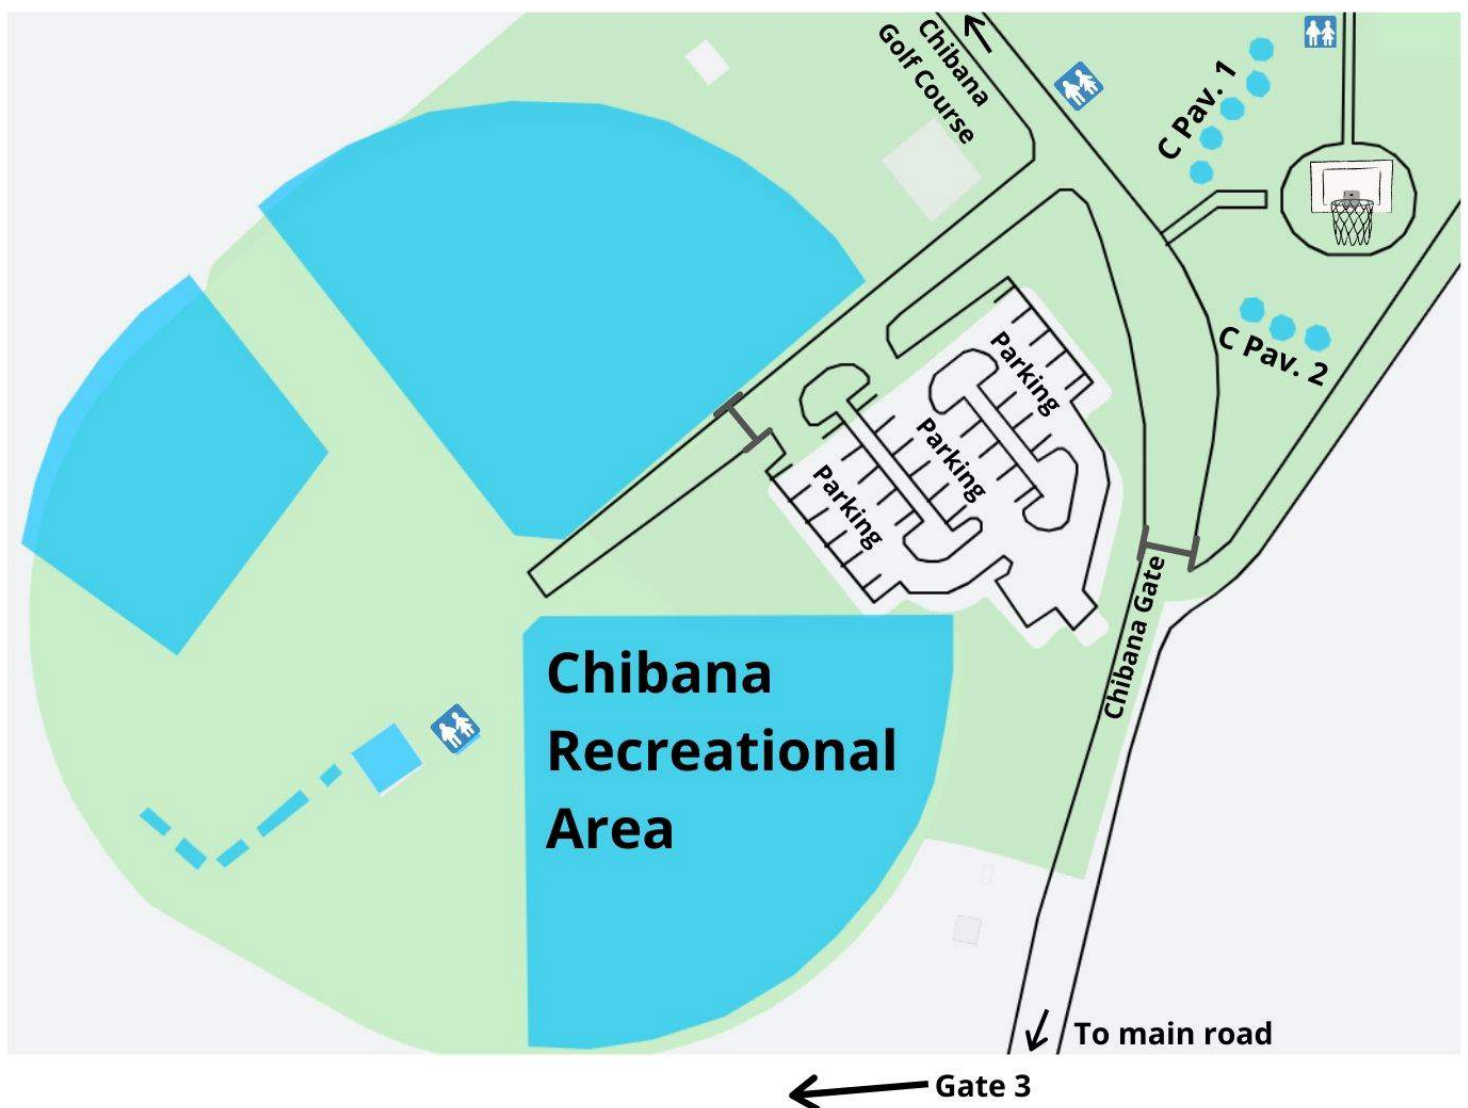 Chibana
Golf Course
C Pav. 1
C Pav. 2
Parking
Parking
Parking
Chibana Gate
Chibana
Recreational
Area
To main road
Gate 3